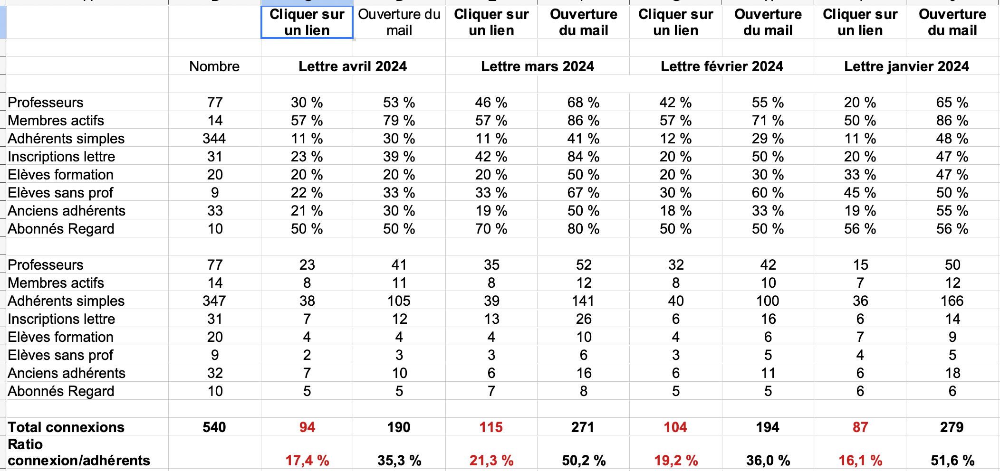 Cliquer sur un lien Ouverture du mail Cliquer sur un lien Ouverture du mail Cliquer sur un lien Ouverture du mail Cliquer sur un lien Ouverture du mail
Nombre Lettre avril 2024 Lettre mars 2024 Lettre février 2024 Lettre janvier 2024
Professeurs 77 30 % 53 % 46 % 68 % 42 % 55 % 20 % 65 %
Membres actifs 14 57 % 79 % 57 % 86 % 57 % 71 % 50 % 86 %
Adhérents simples 344 11 % 30 % 11 % 41 % 12 % 29 % 11 % 48 %
Inscriptions lettre 31 23 % 39 % 42 % 84 % 20 % 50 % 20 % 47 %
Elèves formation 20 20 % 20 % 20 % 50 % 20 % 30 % 33 % 47 %
Elèves sans prof 9 22 % 33 % 33 % 67 % 30 % 60 % 45 % 50 %
Anciens adhérents 33 21 % 30 % 19 % 50 % 18 % 33 % 19 % 55 %
Abonnés Regard 10 50 % 50 % 70 % 80 % 50 % 50 % 56 % 56 %
Professeurs 77 23 41 35 52 32 42 15 50
Membres actifs 14 8 11 8 12 8 10 7 12
Adhérents simples 347 38 105 39 141 40 100 36 166
Inscriptions lettre 31 7 12 13 26 6 16 6 14
Elèves formation 20 4 4 4 10 4 6 7 9
Elèves sans prof 9 2 3 3 6 3 5 4 5
Anciens adhérents 32 7 10 6 16 6 11 6 18
Abonnés Regard 10 5 5 7 8 5 5 6 6
Total connexions 540 94 190 115 271 104 194 87 279
Ratio
connexion/adhérents 17,4 % 35,3 % 21,3 % 50,2 % 19,2 % 36,0 % 16,1 % 51,6 %